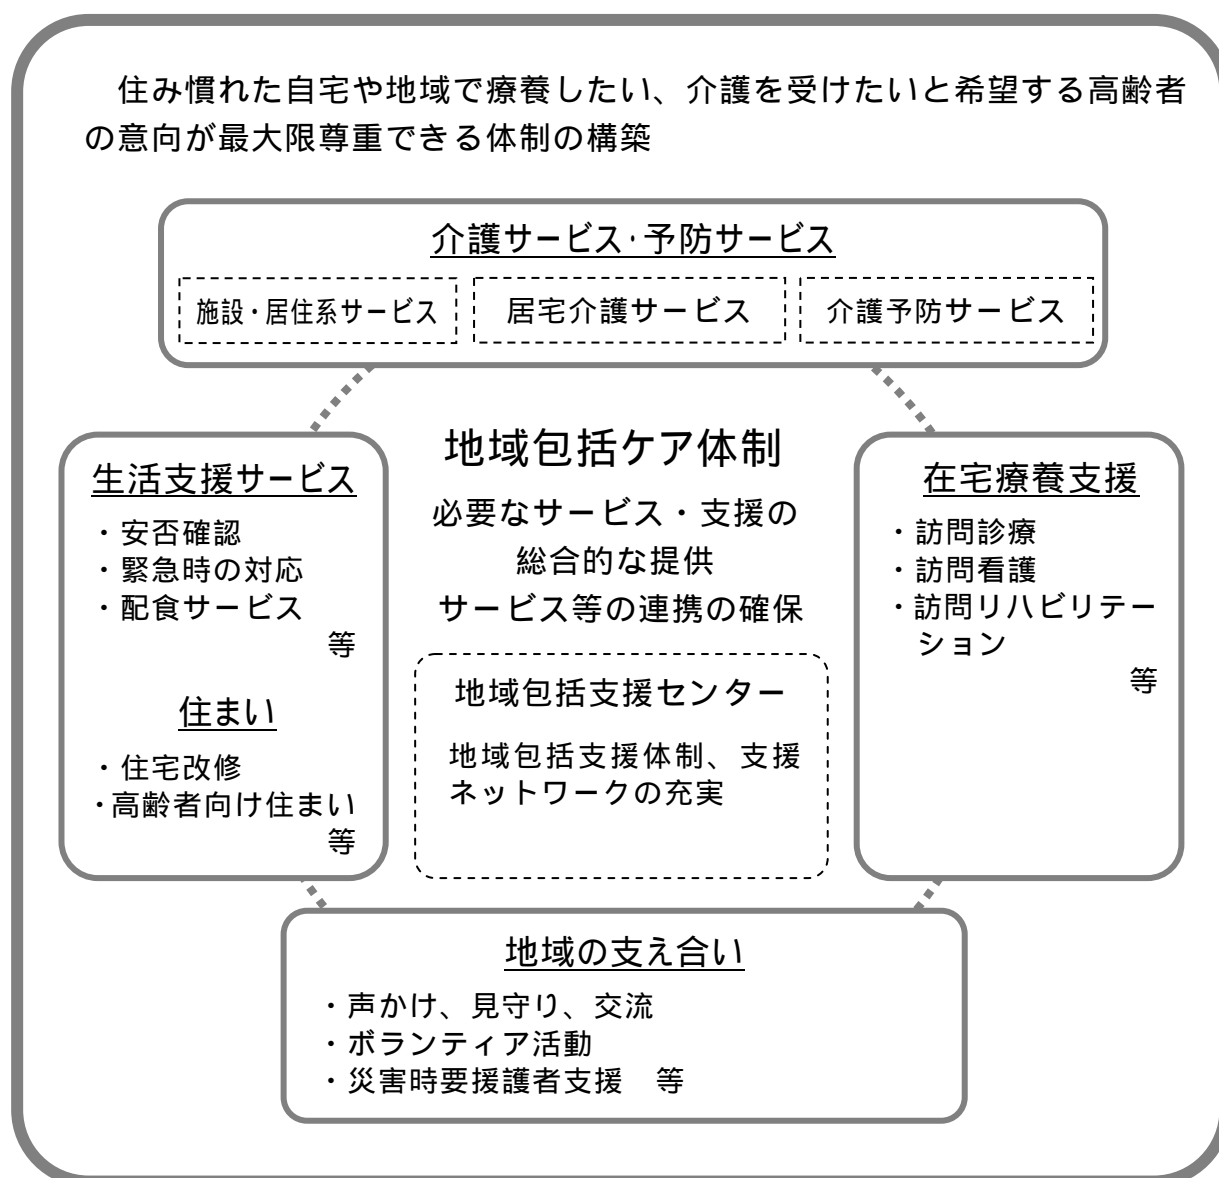 住み慣れた自宅や地域で療養したい、介護を受けたいと希望する高齢者
の意向が最大限尊重できる体制の構築
介護サービス・予防サービス
施設・居住系サービス
居宅介護サービス
介護予防サービス
地域包括ケア体制
必要なサービス・支援の
総合的な提供
サービス等の連携の確保
生活支援サービス
・安否確認
・緊急時の対応
・配食サービス
等
住まい
・住宅改修
・高齢者向け住まい
等
地域包括支援センター
地域包括支援体制、支援
ネットワークの充実
在宅療養支援
・訪問診療
・訪問看護
・訪問リハビリテー
ション
等
地域の支え合い
・声かけ、見守り、交流
・ボランティア活動
・災害時要援護者支援　等